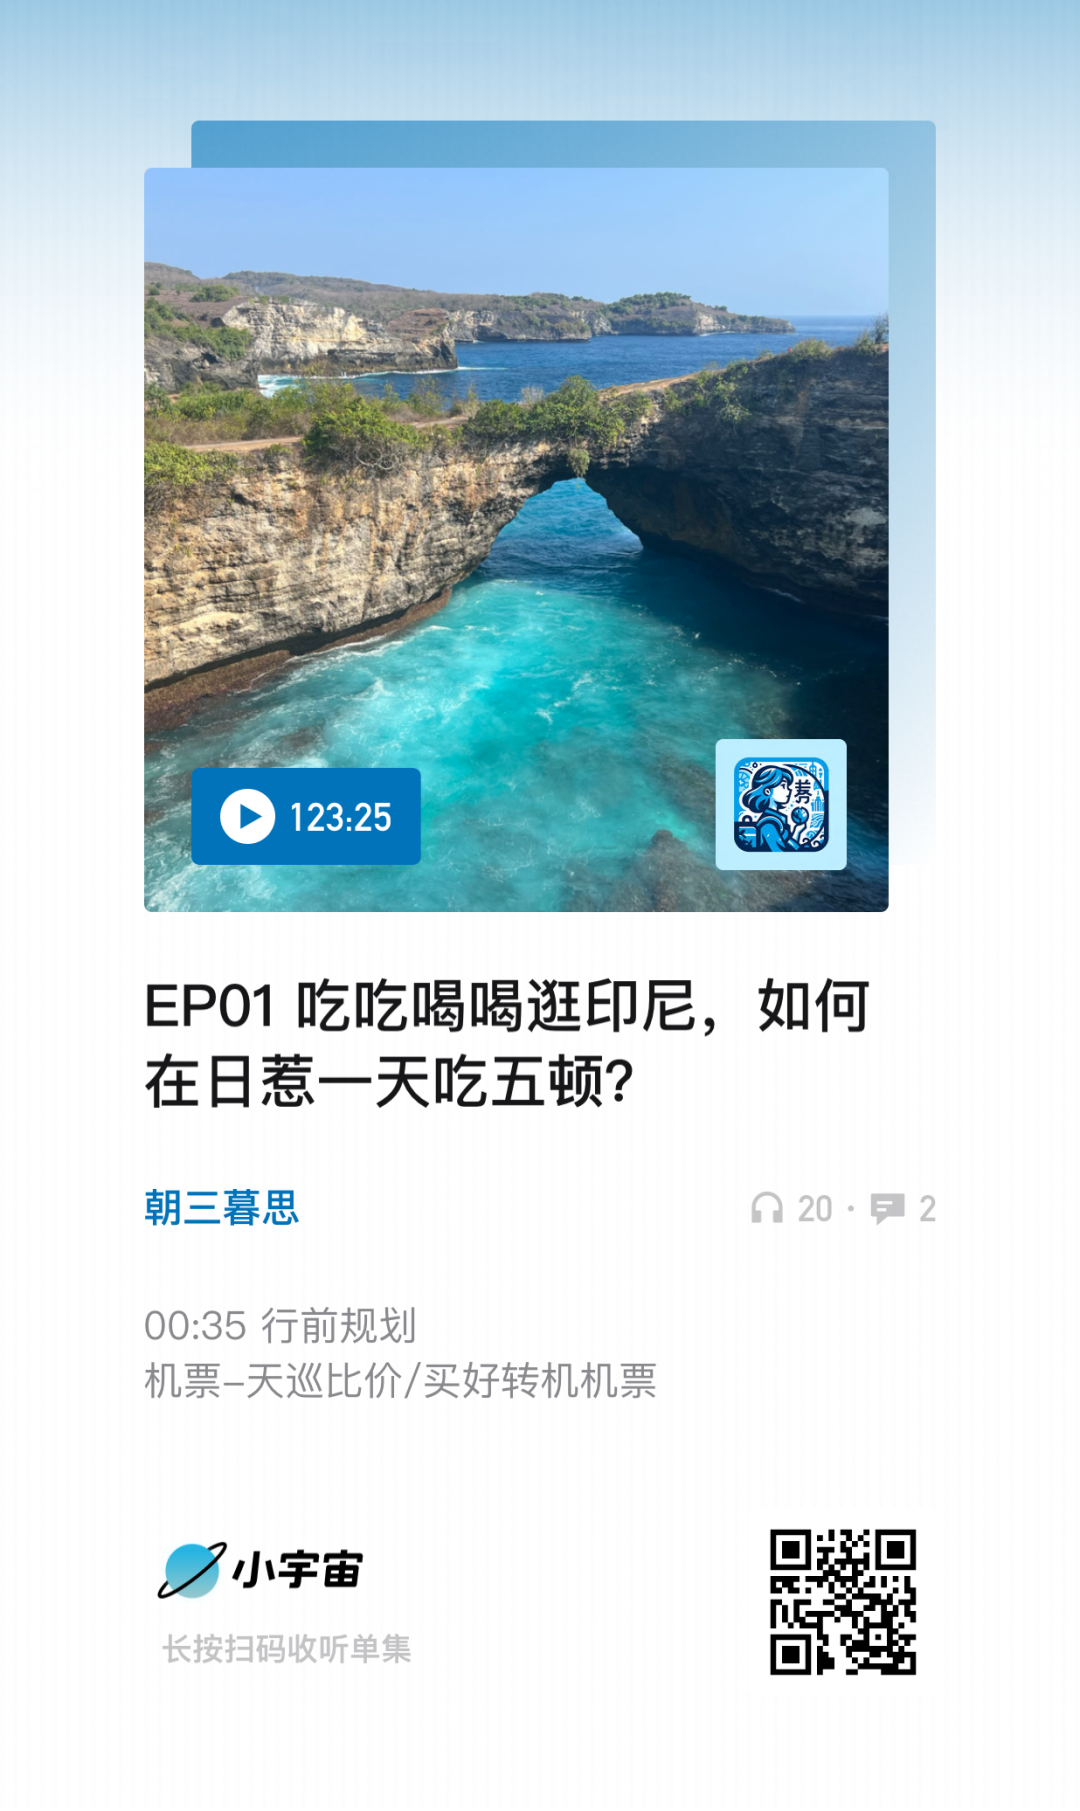 123:25
EP01 吃吃喝喝逛印尼，如何
在日惹一天吃五顿？
朝三暮思
20 · 2
00:35 行前规划
机票-天巡比价/买好转机机票
小宇宙
长按扫码收听单集